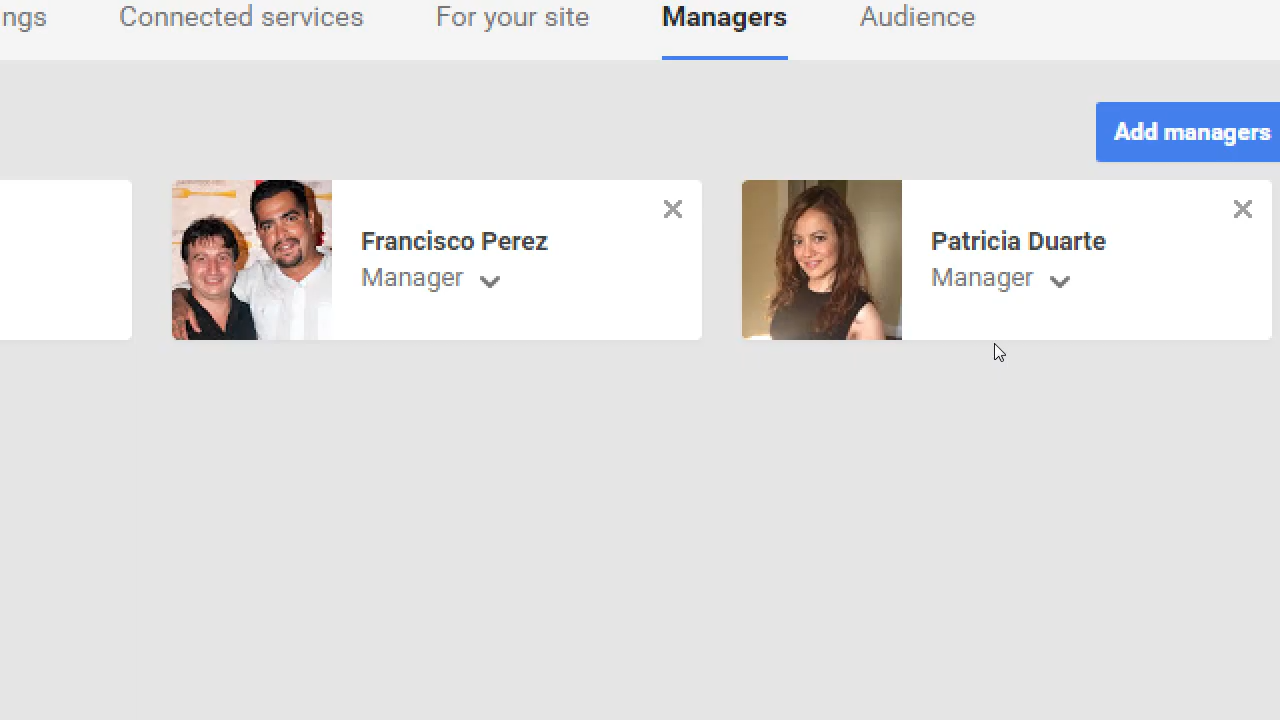 ngs Connected services For your site Managers Audience
Add managers
Francisco Perez
Manager
Patricia Duarte
Manager